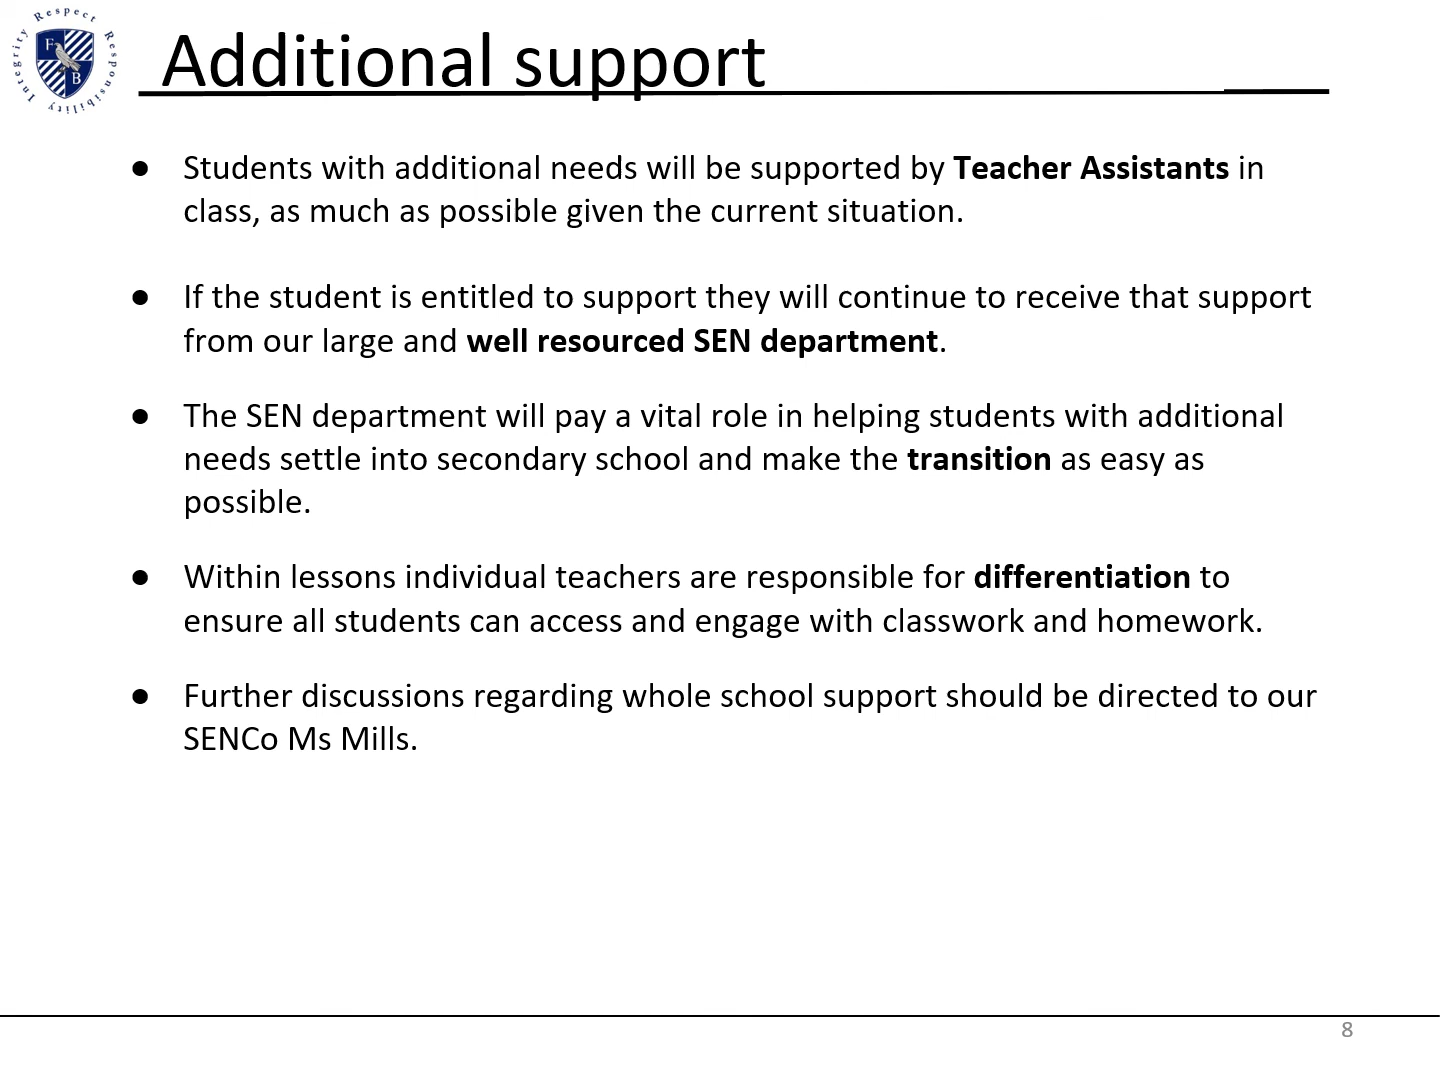 Respect Responsibility Integrity
F B
Additional support
● Students with additional needs will be supported by Teacher Assistants in
class, as much as possible given the current situation.
● If the student is entitled to support they will continue to receive that support
from our large and well resourced SEN department.
● The SEN department will pay a vital role in helping students with additional
needs settle into secondary school and make the transition as easy as
possible.
● Within lessons individual teachers are responsible for differentiation to
ensure all students can access and engage with classwork and homework.
● Further discussions regarding whole school support should be directed to our
SENCo Ms Mills.
8